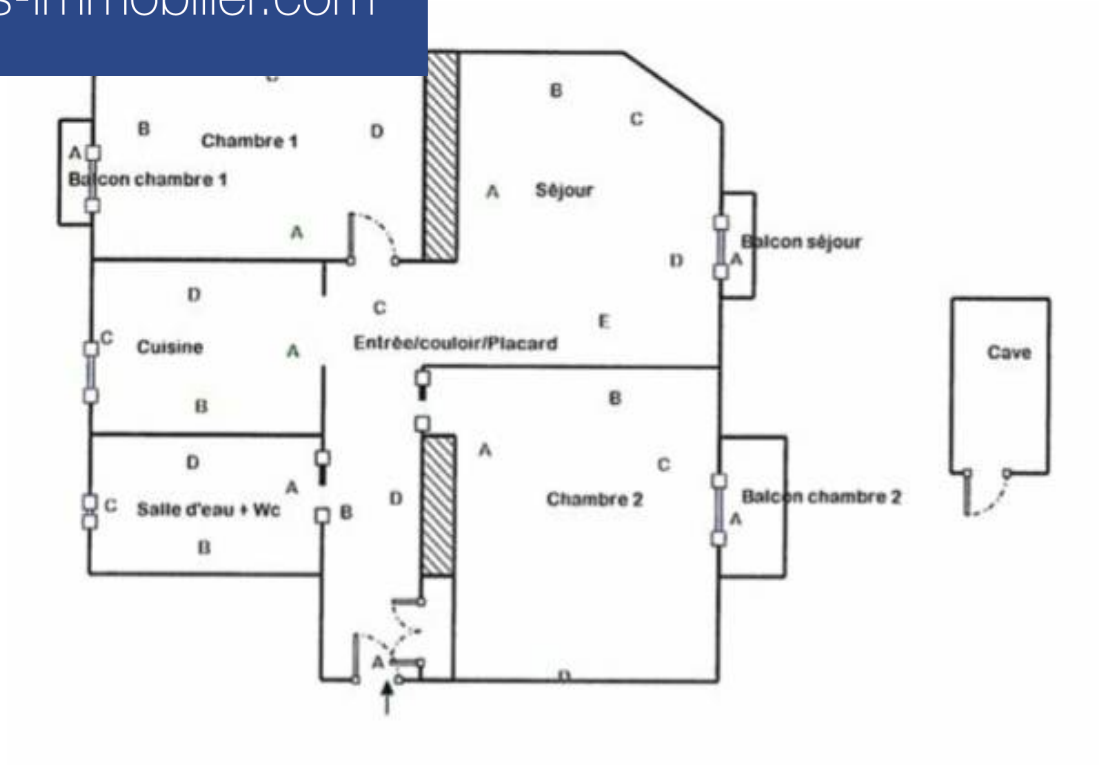 s-immobilier.com
B
C
B
D
Chambre 1
A
Balcon chambre 1
A
Séjour
A
Balcon séjour
D
A
D
C
E
C
Cuisine
A
Entrée/couloir/Placard
Cave
B
B
D
A
C
A
C
Salle d'eau + Wc
B
D
Chambre 2
Balcon chambre 2
A
B
A
D